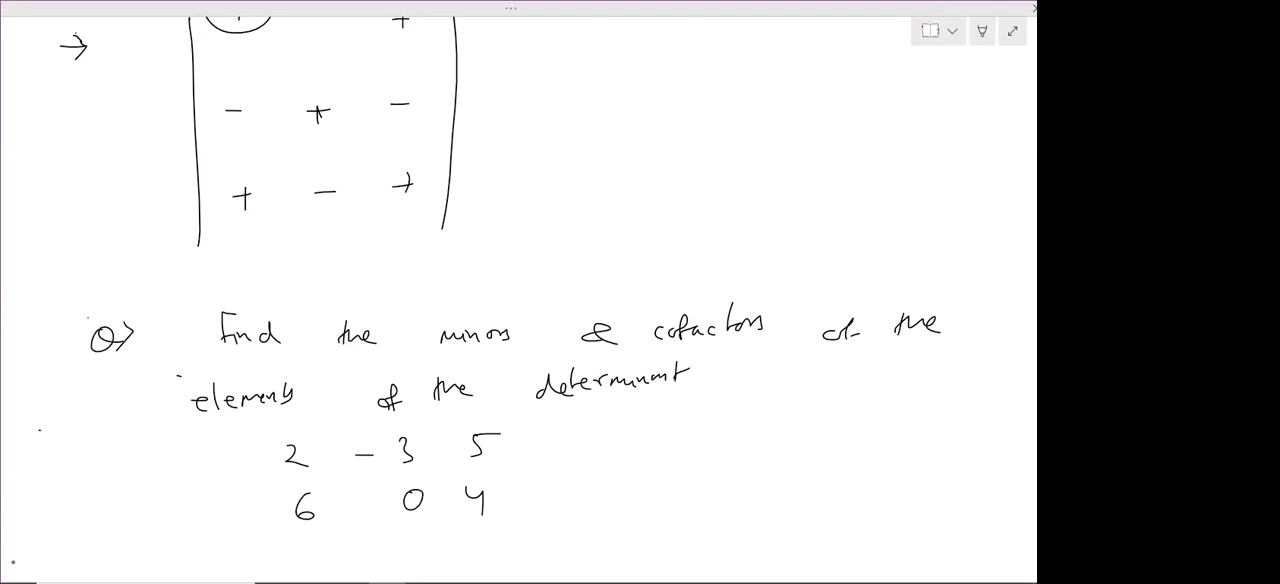 → + +
- + -
+ - +
Q> Find the minors & cofactors of the
elements of the determinant
2 -3 5
6 0 4